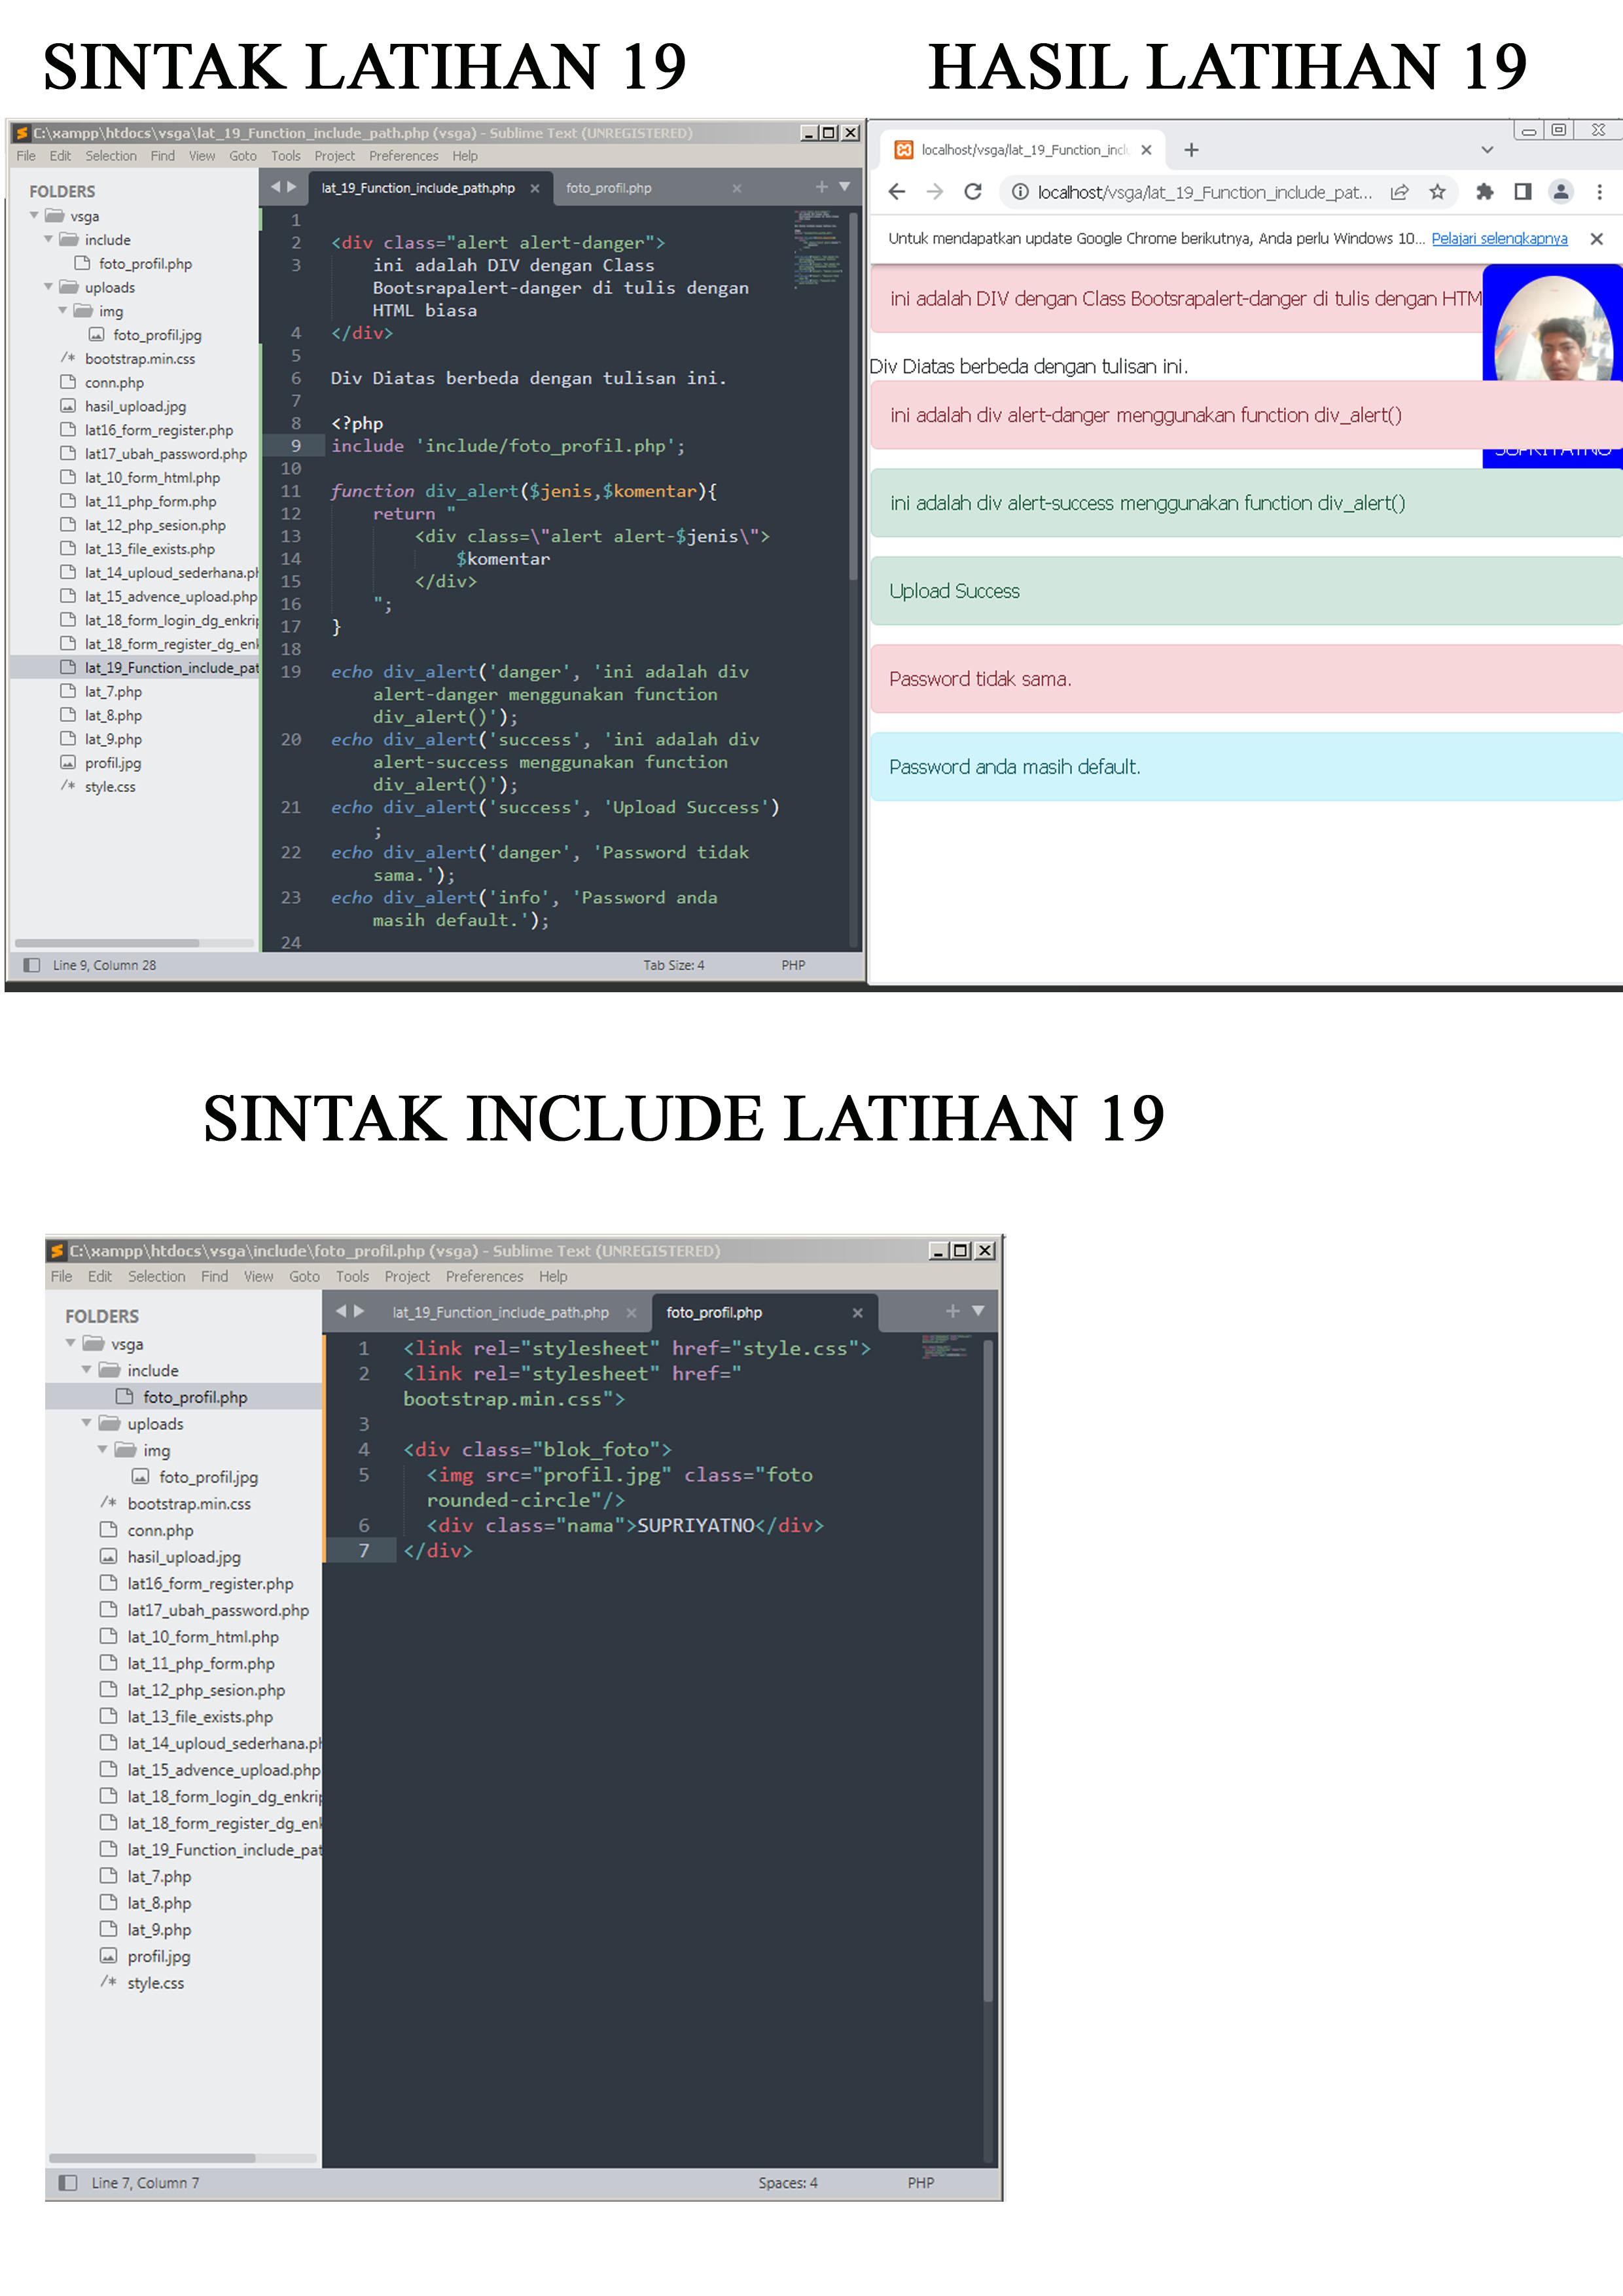 SINTAK LATIHAN 19
HASIL LATIHAN 19
C:\xampp\htdocs\vsga\lat_19_Function_include_path.php (vsga) - Sublime Text (UNREGISTERED)
File Edit Selection Find View Goto Tools Project Preferences Help
FOLDERS
vsga
include
foto_profil.php
uploads
img
foto_profil.jpg
/* bootstrap.min.css
conn.php
hasil_upload.jpg
lat16_form_register.php
lat17_ubah_password.php
lat_10_form_html.php
lat_11_php_form.php
lat_12_php_sesion.php
lat_13_file_exists.php
lat_14_uploud_sederhana.ph
lat_15_advence_upload.php
lat_18_form_login_dg_enkrip
lat_18_form_register_dg_enk
lat_19_Function_include_pat
lat_7.php
lat_8.php
lat_9.php
profil.jpg
/* style.css
lat_19_Function_include_path.php
foto_profil.php
1
2 <div class="alert alert-danger">
3 ini adalah DIV dengan Class
Bootsrapalert-danger di tulis dengan
HTML biasa
4 </div>
5
6 Div Diatas berbeda dengan tulisan ini.
7
8 <?php
9 include 'include/foto_profil.php';
10
11 function div_alert($jenis,$komentar){
12 return "
13 <div class=\"alert alert-$jenis\">
14 $komentar
15 </div>
16 ";
17 }
18
19 echo div_alert('danger', 'ini adalah div
alert-danger menggunakan function
div_alert()');
20 echo div_alert('success', 'ini adalah div
alert-success menggunakan function
div_alert()');
21 echo div_alert('success', 'Upload Success')
;
22 echo div_alert('danger', 'Password tidak
sama.');
23 echo div_alert('info', 'Password anda
masih default.');
24
Line 9, Column 28
Tab Size: 4
PHP
localhost/vsga/lat_19_Function_incl
localhost/vsga/lat_19_Function_include_pat...
Untuk mendapatkan update Google Chrome berikutnya, Anda perlu Windows 10... Pelajari selengkapnya
ini adalah DIV dengan Class Bootsrapalert-danger di tulis dengan HTM
Div Diatas berbeda dengan tulisan ini.
ini adalah div alert-danger menggunakan function div_alert()
SUPRIYATNO
ini adalah div alert-success menggunakan function div_alert()
Upload Success
Password tidak sama.
Password anda masih default.
SINTAK INCLUDE LATIHAN 19
C:\xampp\htdocs\vsga\include\foto_profil.php (vsga) - Sublime Text (UNREGISTERED)
File Edit Selection Find View Goto Tools Project Preferences Help
FOLDERS
vsga
include
foto_profil.php
uploads
img
foto_profil.jpg
/* bootstrap.min.css
conn.php
hasil_upload.jpg
lat16_form_register.php
lat17_ubah_password.php
lat_10_form_html.php
lat_11_php_form.php
lat_12_php_sesion.php
lat_13_file_exists.php
lat_14_uploud_sederhana.ph
lat_15_advence_upload.php
lat_18_form_login_dg_enkrip
lat_18_form_register_dg_enk
lat_19_Function_include_pat
lat_7.php
lat_8.php
lat_9.php
profil.jpg
/* style.css
lat_19_Function_include_path.php
foto_profil.php
1 <link rel="stylesheet" href="style.css">
2 <link rel="stylesheet" href="
bootstrap.min.css">
3
4 <div class="blok_foto">
5 <img src="profil.jpg" class="foto
rounded-circle"/>
6 <div class="nama">SUPRIYATNO</div>
7 </div>
Line 7, Column 7
Spaces: 4
PHP